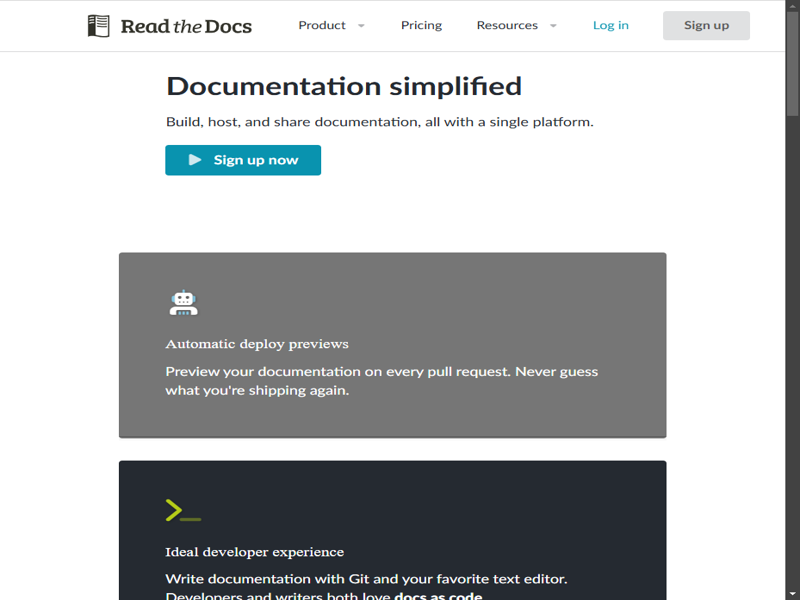 Read the Docs
Product
Pricing
Resources
Log in
Sign up
Documentation simplified
Build, host, and share documentation, all with a single platform.
Sign up now
Automatic deploy previews
Preview your documentation on every pull request. Never guess
what you're shipping again.
Ideal developer experience
Write documentation with Git and your favorite text editor.
Developers and writers both love docs as code